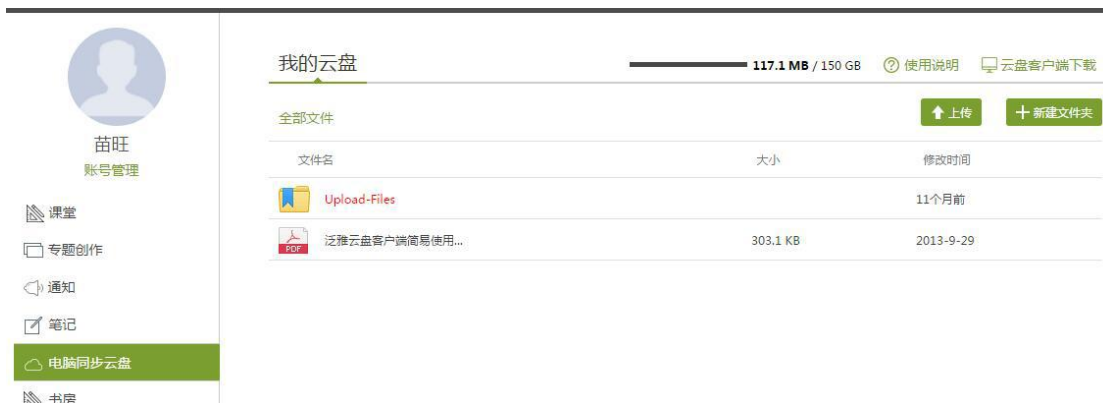 我的云盘
117.1 MB / 150 GB
使用说明
云盘客户端下载
苗旺
账号管理
课堂
专题创作
通知
笔记
电脑同步云盘
书房
全部文件
上传
新建文件夹
文件名 大小 修改时间
Upload-Files 11个月前
PDF 泛雅云盘客户端简易使用... 303.1 KB 2013-9-29